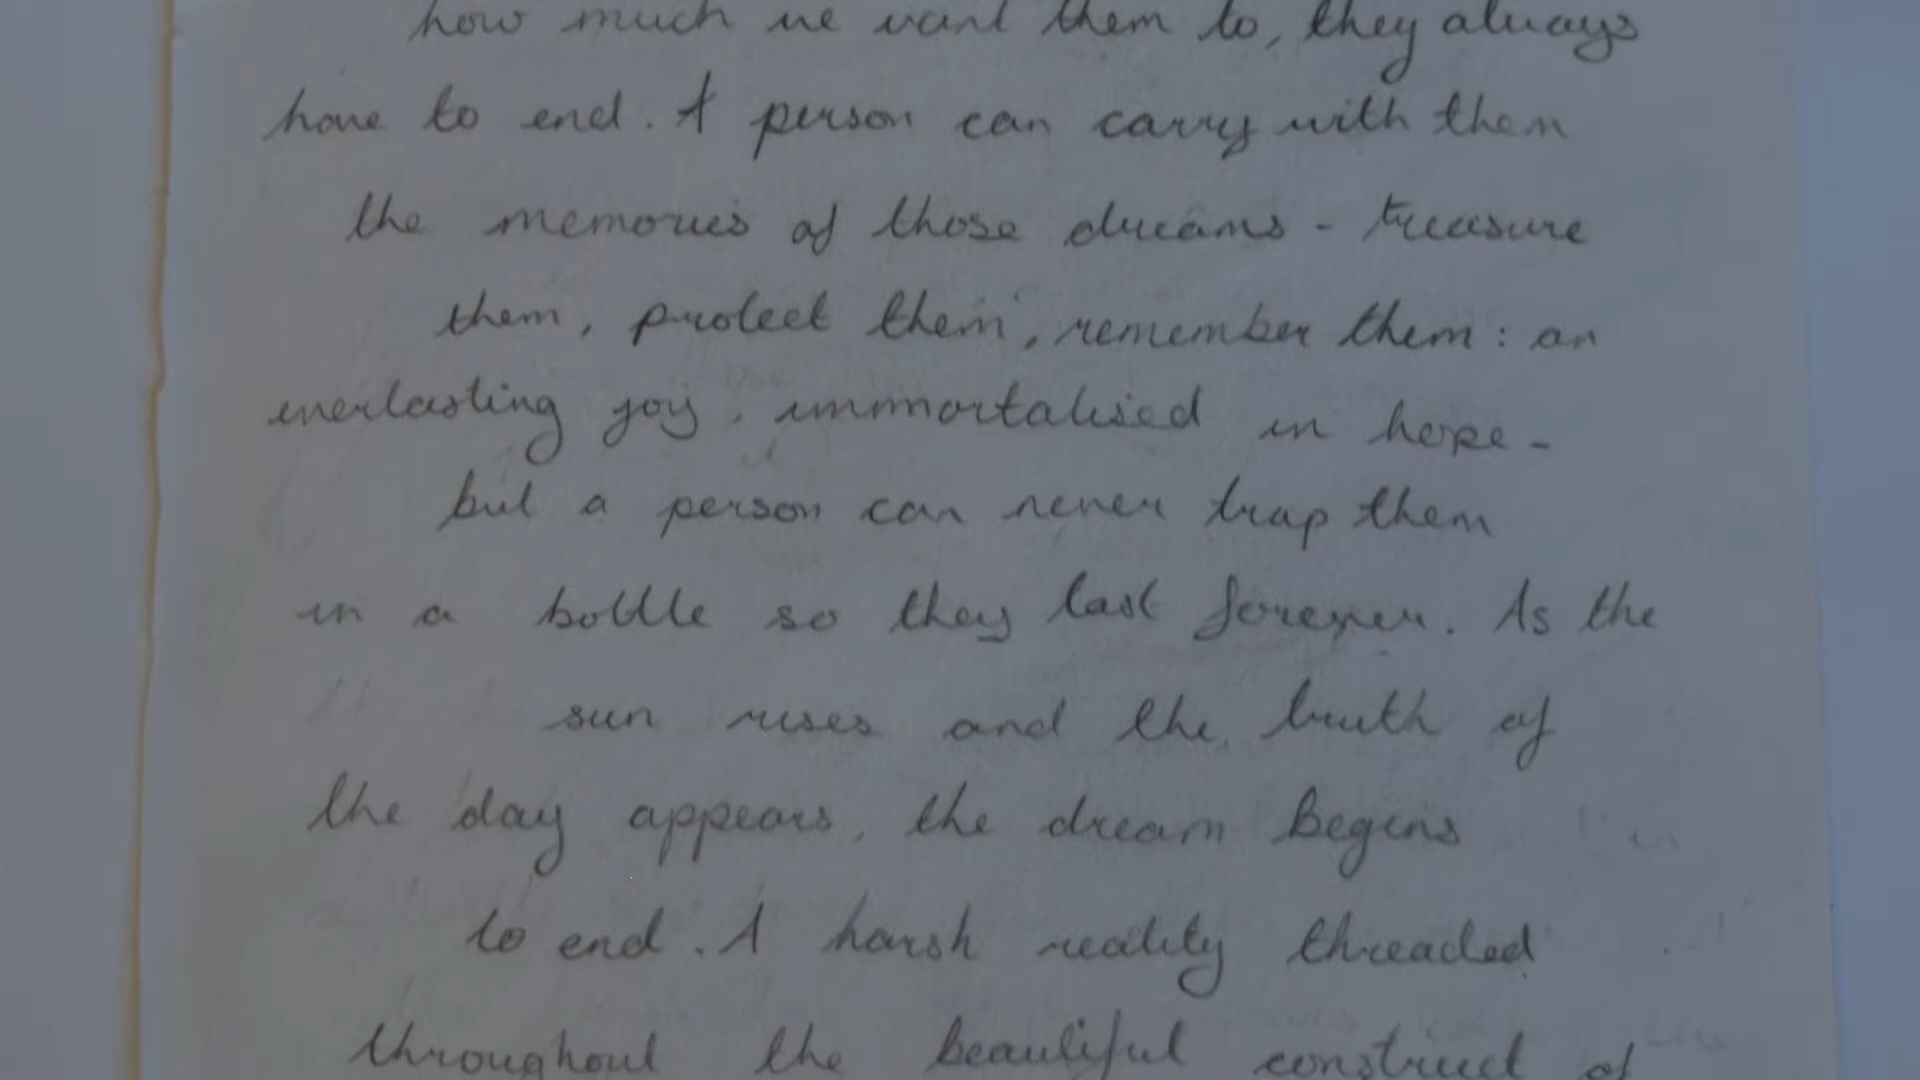 how much we want them to, they always
have to end. A person can carry with them
the memories of those dreams - treasure
them, protect them, remember them: an
everlasting joy, immortalised in hope -
but a person can never trap them
in a bottle so they last forever. As the
sun rises and the truth of
the day appears, the dream begins
to end. A harsh reality threaded
throughout the beautiful construct of